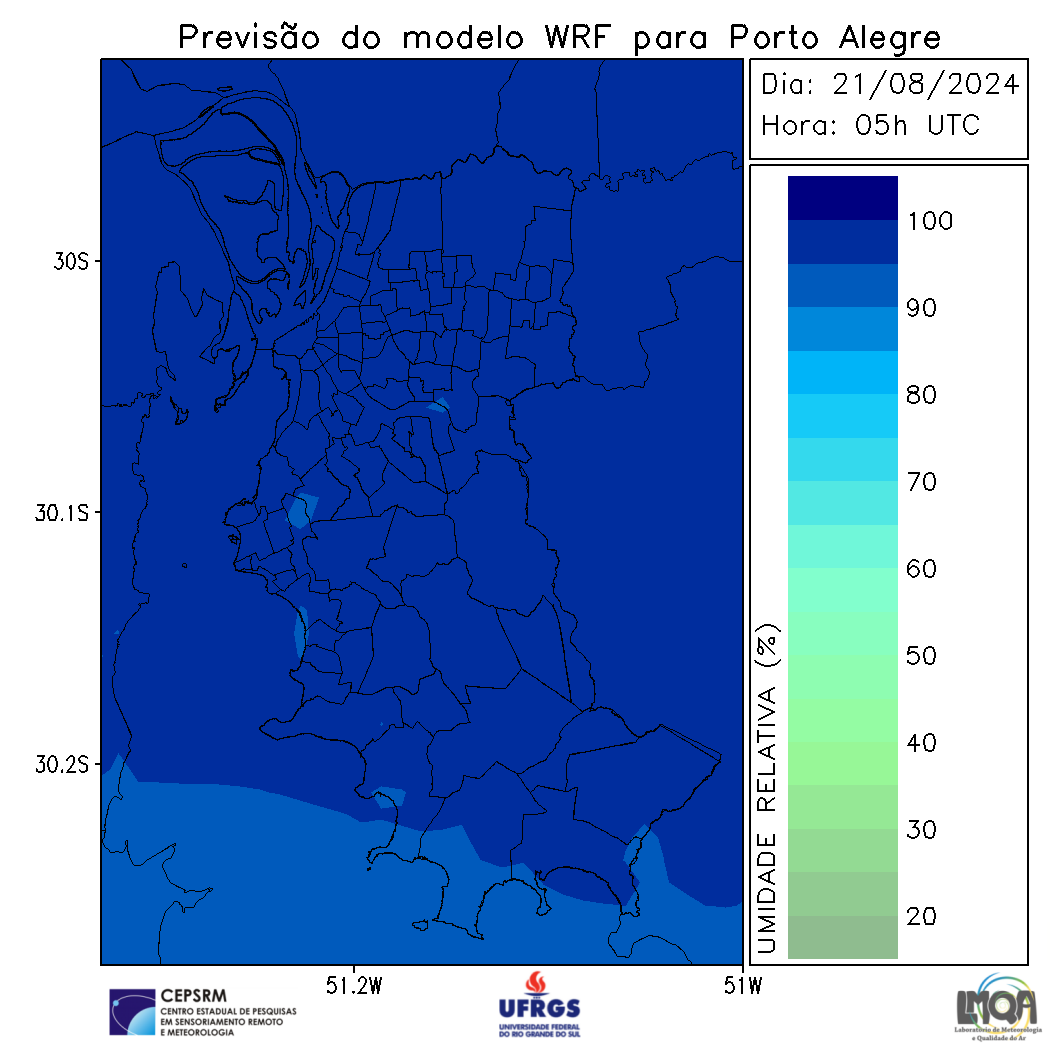 Previsão do modelo WRF para Porto Alegre
Dia: 21/08/2024
Hora: 05h UTC
30S
30.1S
30.2S
51.2W
51W
100
90
80
70
60
50
40
30
20
UMIDADE RELATIVA (%)
CEPSRM
CENTRO ESTADUAL DE PESQUISAS
EM SENSORIAMENTO REMOTO
E METEOROLOGIA
UFRGS
UNIVERSIDADE FEDERAL
DO RIO GRANDE DO SUL
LMQA
Laboratório de Meteorologia
e Qualidade do Ar